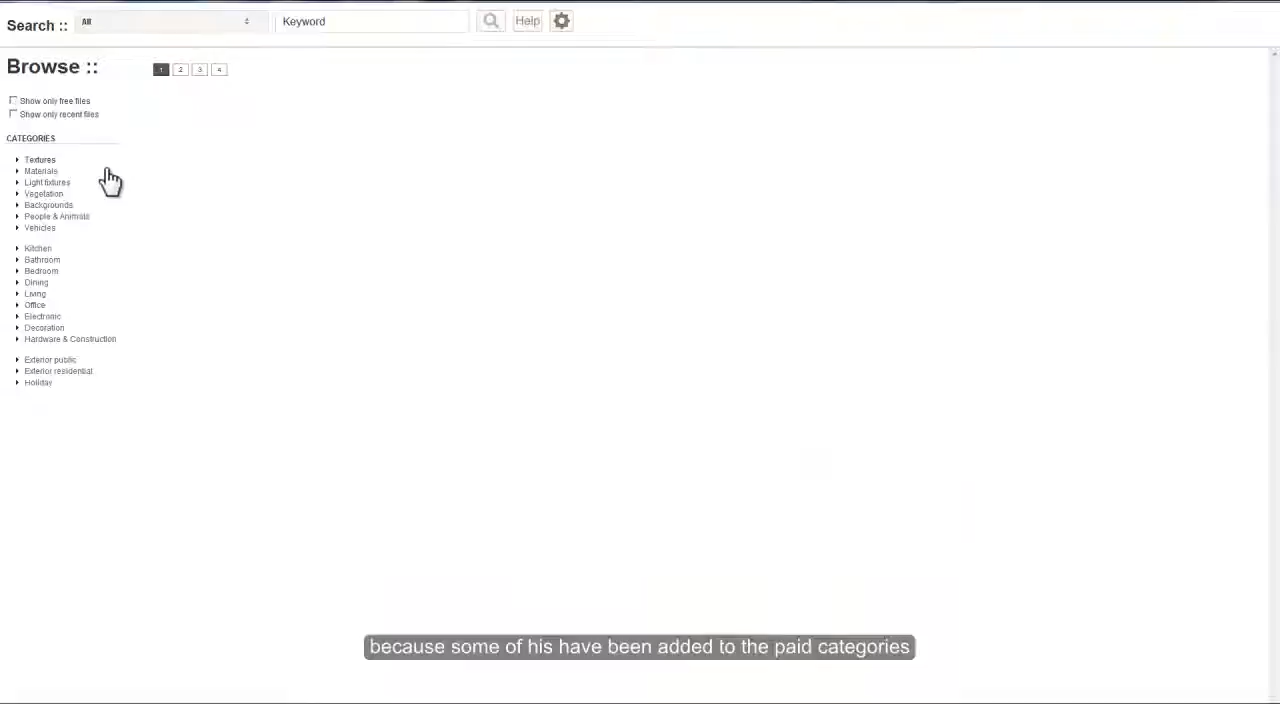 Search ::
All
Keyword
Help
Browse ::
1 2 3 4
Show only free files
Show only recent files
CATEGORIES
Textures
Materials
Light fixtures
Vegetation
Backgrounds
People & Animals
Vehicles
Kitchen
Bathroom
Bedroom
Dining
Living
Office
Electronic
Decoration
Hardware & Construction
Exterior public
Exterior residential
Holiday
because some of his have been added to the paid categories